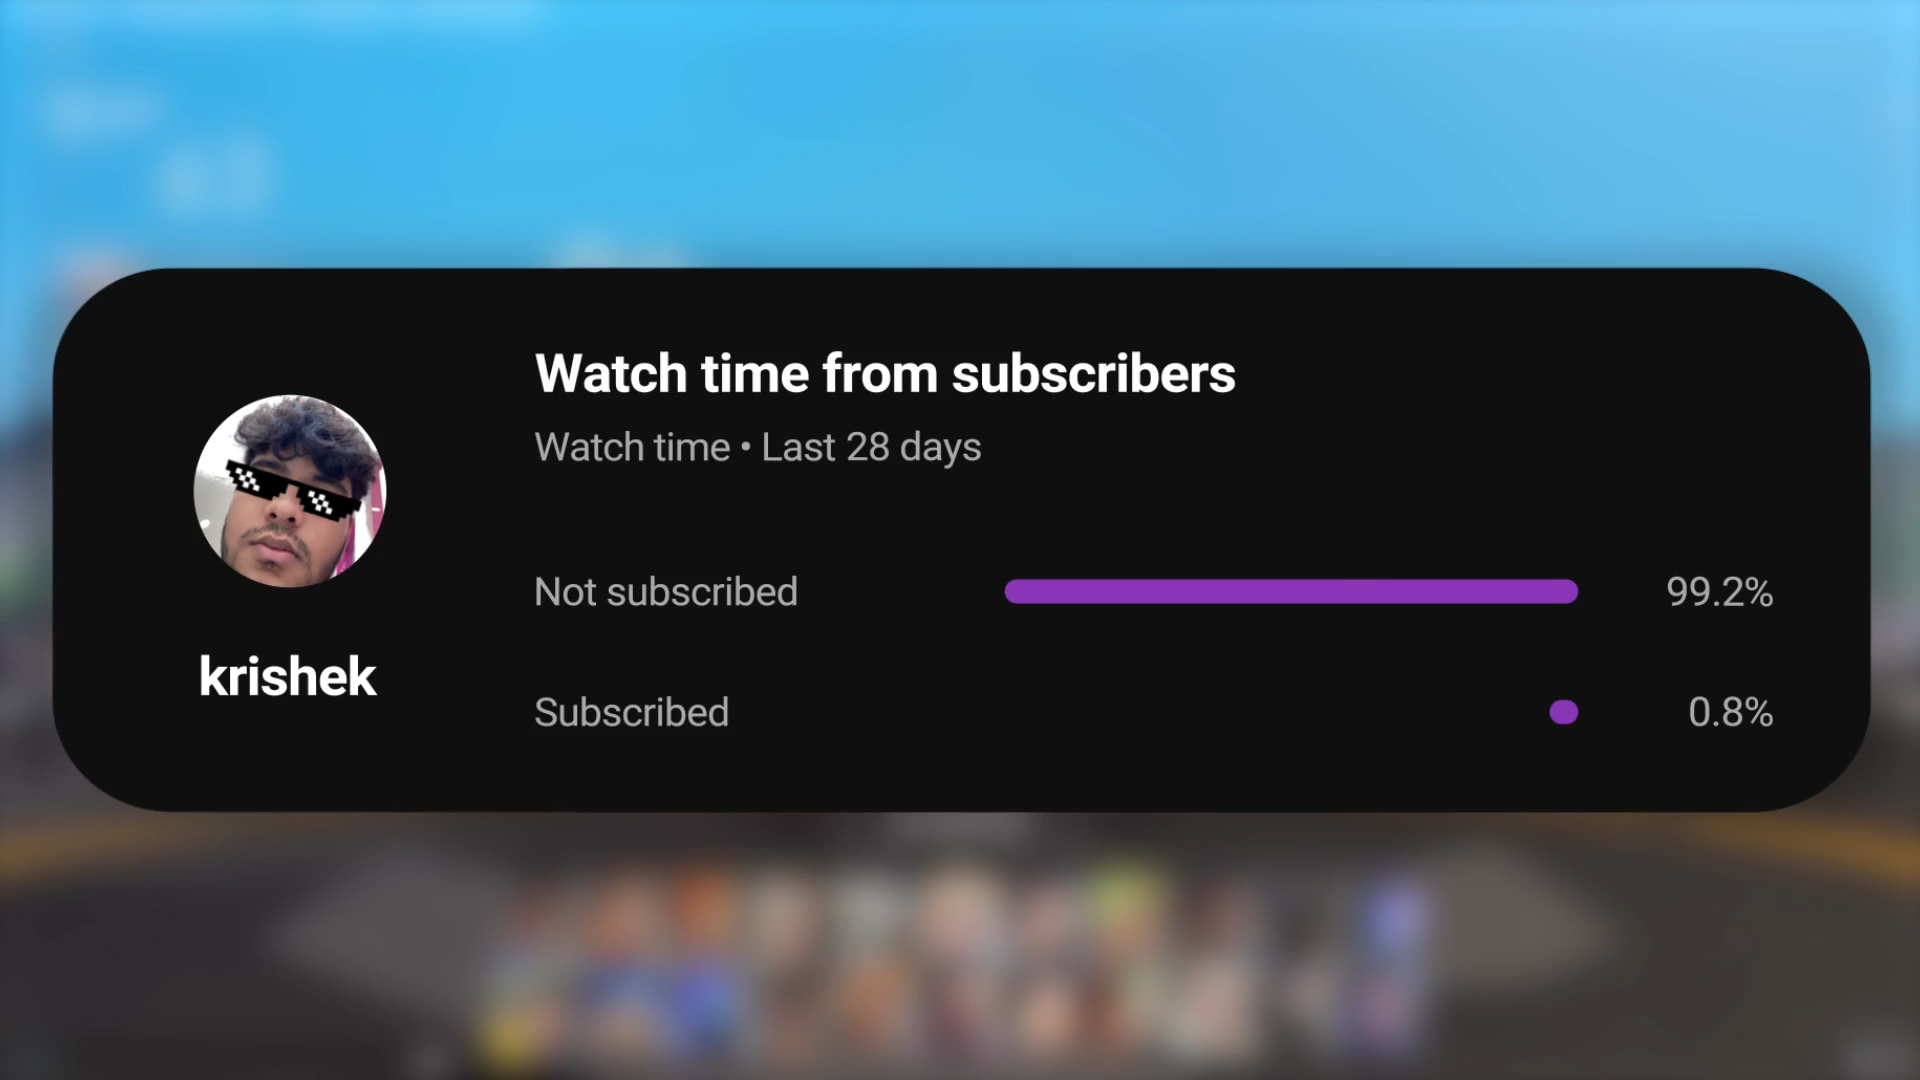 Watch time from subscribers
Watch time • Last 28 days
Not subscribed 99.2%
krishek
Subscribed 0.8%